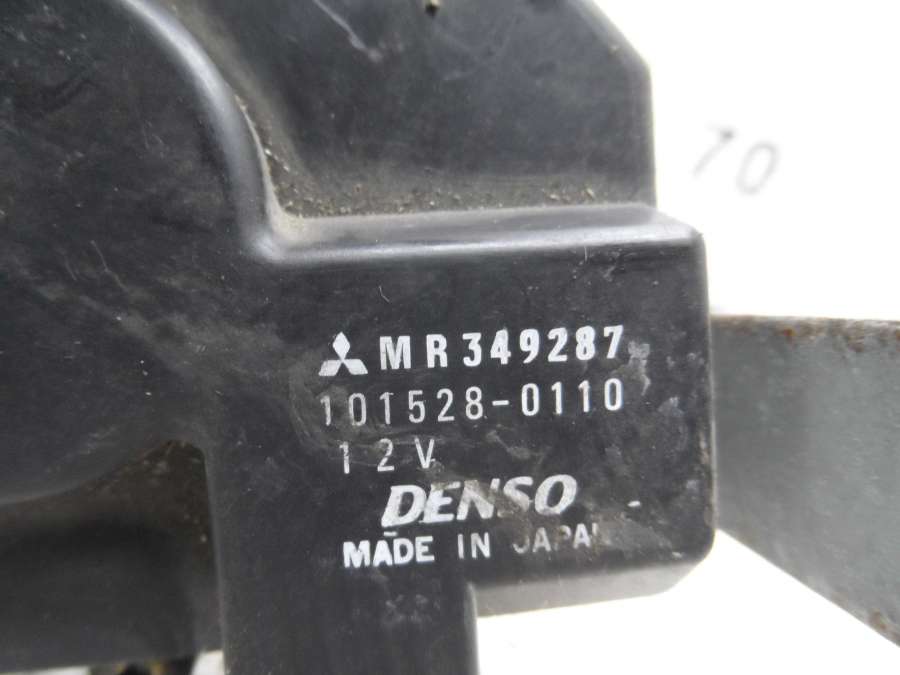 MR349287
101528-0110
12V
DENSO
MADE IN JAPAN
70